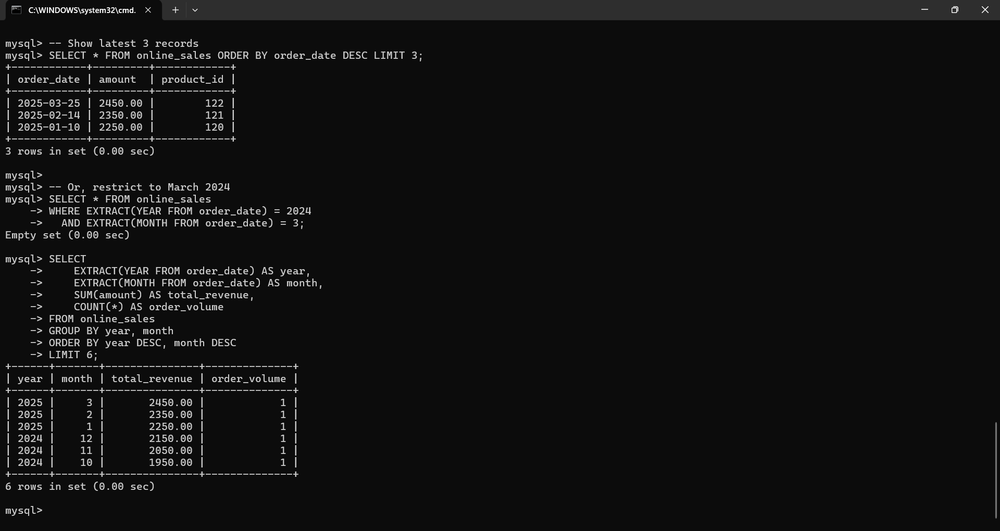 C:\WINDOWS\system32\cmd.
mysql> -- Show latest 3 records
mysql> SELECT * FROM online_sales ORDER BY order_date DESC LIMIT 3;
+------------+---------+------------+
| order_date | amount  | product_id |
+------------+---------+------------+
| 2025-03-25 | 2450.00 |        122 |
| 2025-02-14 | 2350.00 |        121 |
| 2025-01-10 | 2250.00 |        120 |
+------------+---------+------------+
3 rows in set (0.00 sec)

mysql>
mysql> -- Or, restrict to March 2024
mysql> SELECT * FROM online_sales
    -> WHERE EXTRACT(YEAR FROM order_date) = 2024
    ->   AND EXTRACT(MONTH FROM order_date) = 3;
Empty set (0.00 sec)

mysql> SELECT
    ->     EXTRACT(YEAR FROM order_date) AS year,
    ->     EXTRACT(MONTH FROM order_date) AS month,
    ->     SUM(amount) AS total_revenue,
    ->     COUNT(*) AS order_volume
    -> FROM online_sales
    -> GROUP BY year, month
    -> ORDER BY year DESC, month DESC
    -> LIMIT 6;
+------+-------+---------------+--------------+
| year | month | total_revenue | order_volume |
+------+-------+---------------+--------------+
| 2025 |     3 |       2450.00 |            1 |
| 2025 |     2 |       2350.00 |            1 |
| 2025 |     1 |       2250.00 |            1 |
| 2024 |    12 |       2150.00 |            1 |
| 2024 |    11 |       2050.00 |            1 |
| 2024 |    10 |       1950.00 |            1 |
+------+-------+---------------+--------------+
6 rows in set (0.00 sec)

mysql>